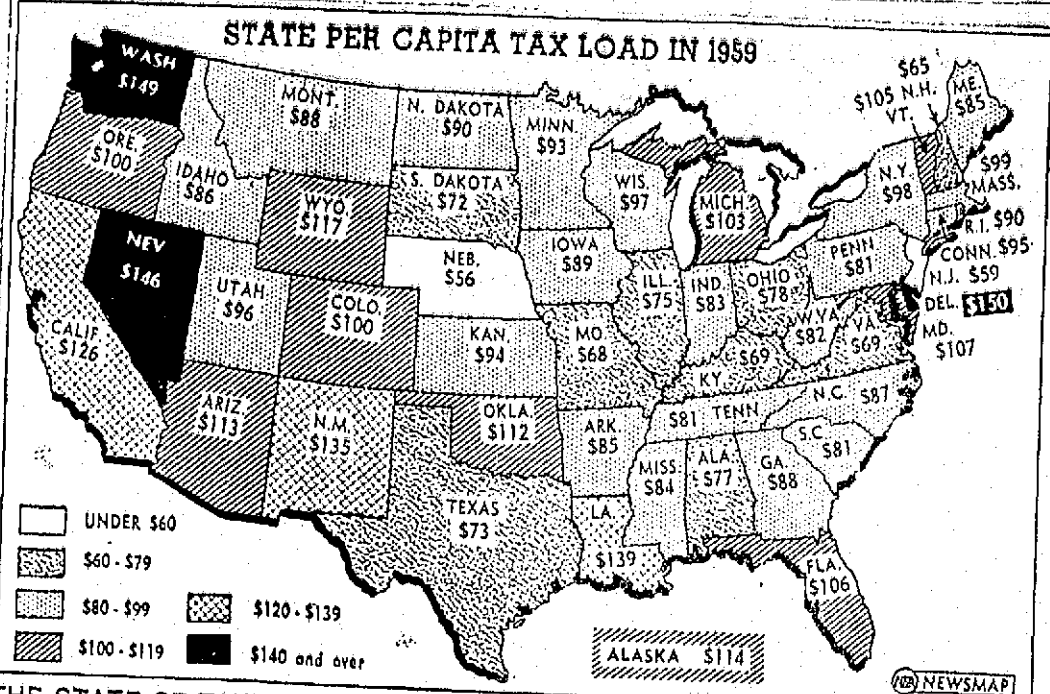 STATE PER CAPITA TAX LOAD IN 1959
WASH
$149
MONT.
$88
N. DAKOTA
$90
MINN.
$93
$65
N.H.
$105
VT.
ME.
$85
ORE.
$100
IDAHO
$86
WYO.
$117
S. DAKOTA
$72
WIS.
$97
MICH.
$103
N.Y.
$98
$99
MASS.
R.I. $90
CONN. $95
N.J. $59
DEL. $150
MD.
$107
NEV
$146
UTAH
$96
COLO.
$100
NEB.
$56
IOWA
$89
ILL.
$75
IND.
$83
OHIO
$78
PENN
$81
W.VA.
$82
VA.
$69
CALIF.
$126
KAN.
$94
MO.
$68
$69
KY.
ARIZ.
$113
N.M.
$135
OKLA.
$112
ARK.
$85
$81 TENN
N.C. $87
S.C.
$81
TEXAS
$73
LA.
$139
MISS.
$84
ALA.
$77
GA.
$88
FLA.
$106
UNDER $60
$60 - $79
$80 - $99
$100 - $119
$120 - $139
$140 and over
ALASKA $114
NEWSMAP
THE STATE OF